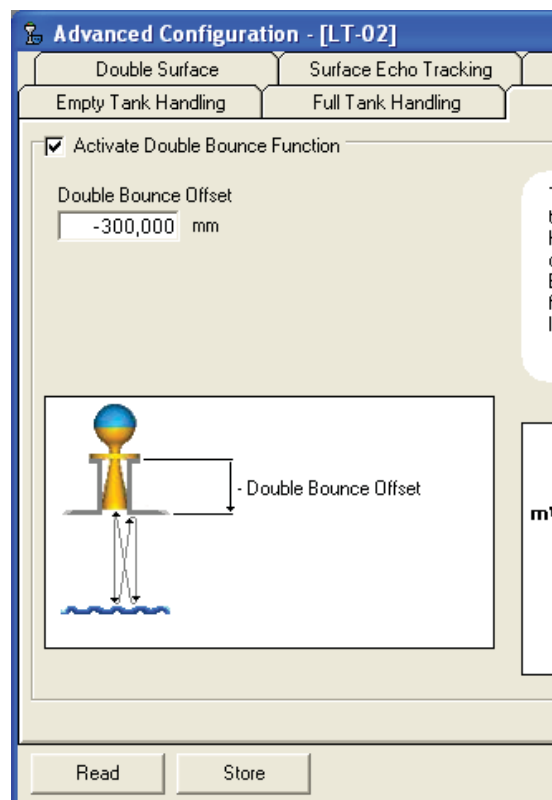 Advanced Configuration - [LT-02]
Double Surface
Surface Echo Tracking
Empty Tank Handling
Full Tank Handling
Activate Double Bounce Function
Double Bounce Offset
-300,000 mm
- Double Bounce Offset
Read
Store